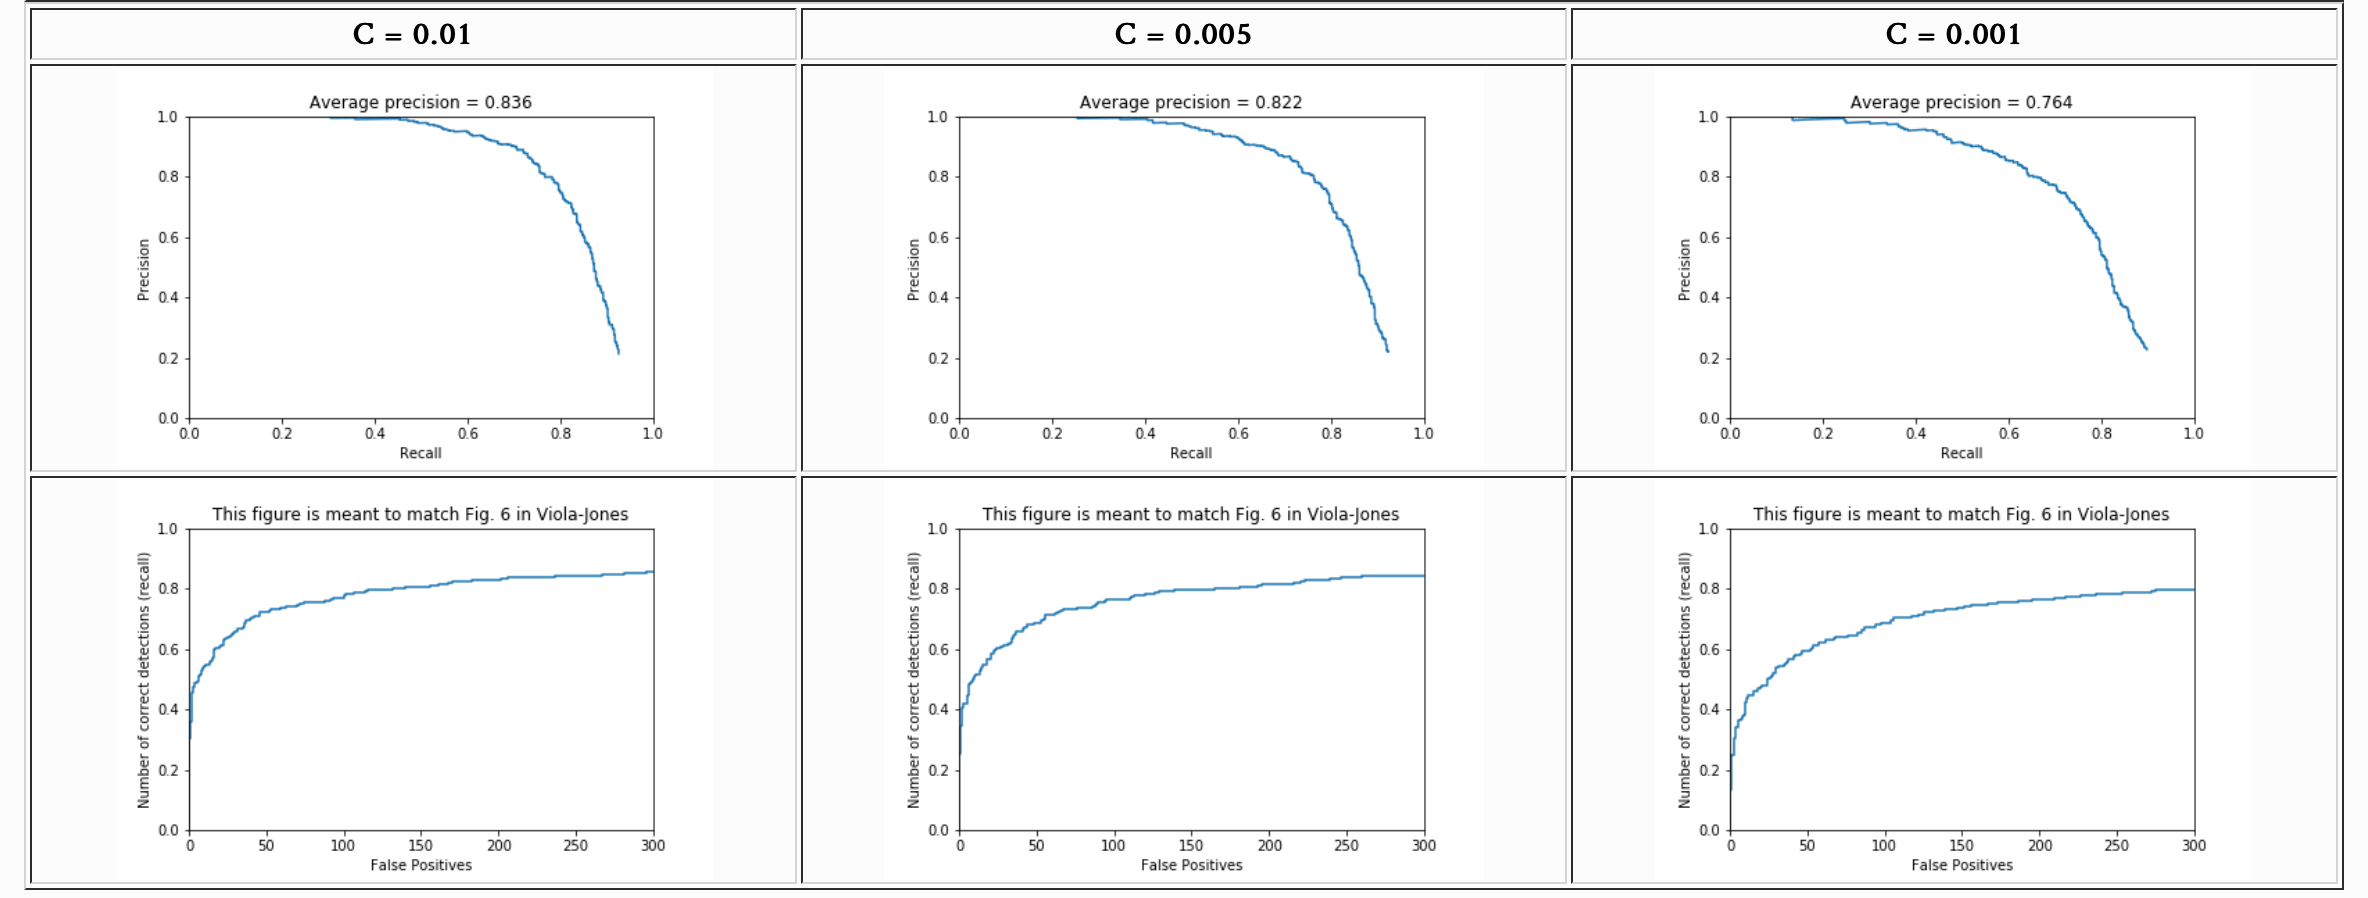 C = 0.01
C = 0.005
C = 0.001
Average precision = 0.836
1.0
0.8
0.6
0.4
0.2
0.0
Precision
0.0 0.2 0.4 0.6 0.8 1.0
Recall
Average precision = 0.822
1.0
0.8
0.6
0.4
0.2
0.0
Precision
0.0 0.2 0.4 0.6 0.8 1.0
Recall
Average precision = 0.764
1.0
0.8
0.6
0.4
0.2
0.0
Precision
0.0 0.2 0.4 0.6 0.8 1.0
Recall
This figure is meant to match Fig. 6 in Viola-Jones
1.0
0.8
0.6
0.4
0.2
0.0
Number of correct detections (recall)
0 50 100 150 200 250 300
False Positives
This figure is meant to match Fig. 6 in Viola-Jones
1.0
0.8
0.6
0.4
0.2
0.0
Number of correct detections (recall)
0 50 100 150 200 250 300
False Positives
This figure is meant to match Fig. 6 in Viola-Jones
1.0
0.8
0.6
0.4
0.2
0.0
Number of correct detections (recall)
0 50 100 150 200 250 300
False Positives